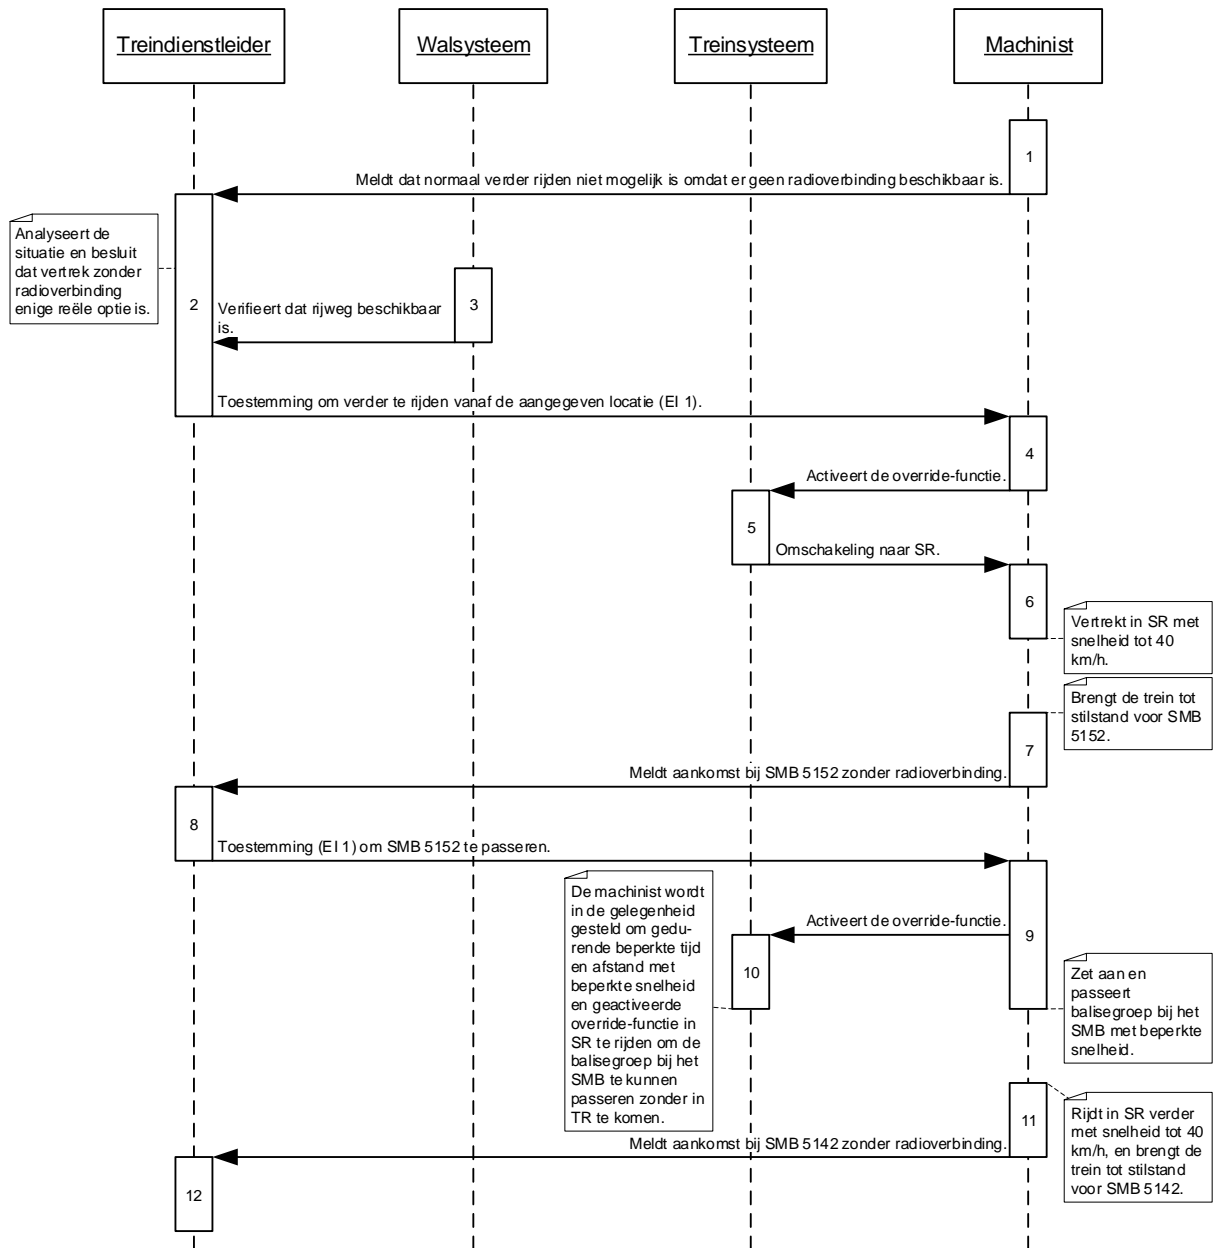 Treindienstleider
Walsysteem
Treinsysteem
Machinist
1
Meldt dat normaal verder rijden niet mogelijk is omdat er geen radioverbinding beschikbaar is.
Analyseert de
situatie en besluit
dat vertrek zonder
radioverbinding
enige reële optie is.
2
3
Verifieert dat rijweg beschikbaar
is.
Toestemming om verder te rijden vanaf de aangegeven locatie (EI 1).
4
Activeert de override-functie.
5
Omschakeling naar SR.
6
Vertrekt in SR met
snelheid tot 40
km/h.
Brengt de trein tot
stilstand voor SMB
5152.
7
Meldt aankomst bij SMB 5152 zonder radioverbinding.
8
Toestemming (EI 1) om SMB 5152 te passeren.
De machinist wordt
in de gelegenheid
gesteld om gedu-
rende beperkte tijd
en afstand met
beperkte snelheid
en geactiveerde
override-functie in
SR te rijden om de
balisegroep bij het
SMB te kunnen
passeren zonder in
TR te komen.
Activeert de override-functie.
9
10
Zet aan en
passeert
balisegroep bij het
SMB met beperkte
snelheid.
11
Rijdt in SR verder
met snelheid tot 40
km/h, en brengt de
trein tot stilstand
voor SMB 5142.
Meldt aankomst bij SMB 5142 zonder radioverbinding.
12